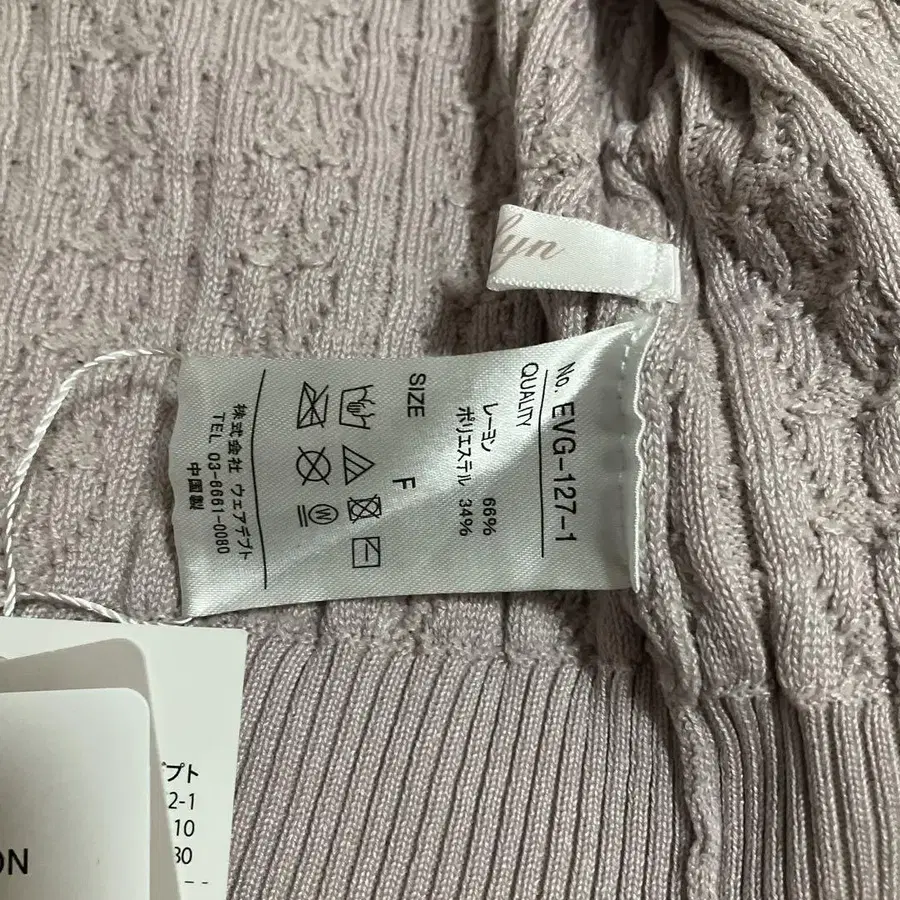 lyn
No. EVG-127-1
QUALITY
レーヨン 66%
ポリエステル 34%
SIZE F
W
株式会社 ウェアデプト
TEL 03-6661-0080
中国製
プト
2-1
10
30
ON